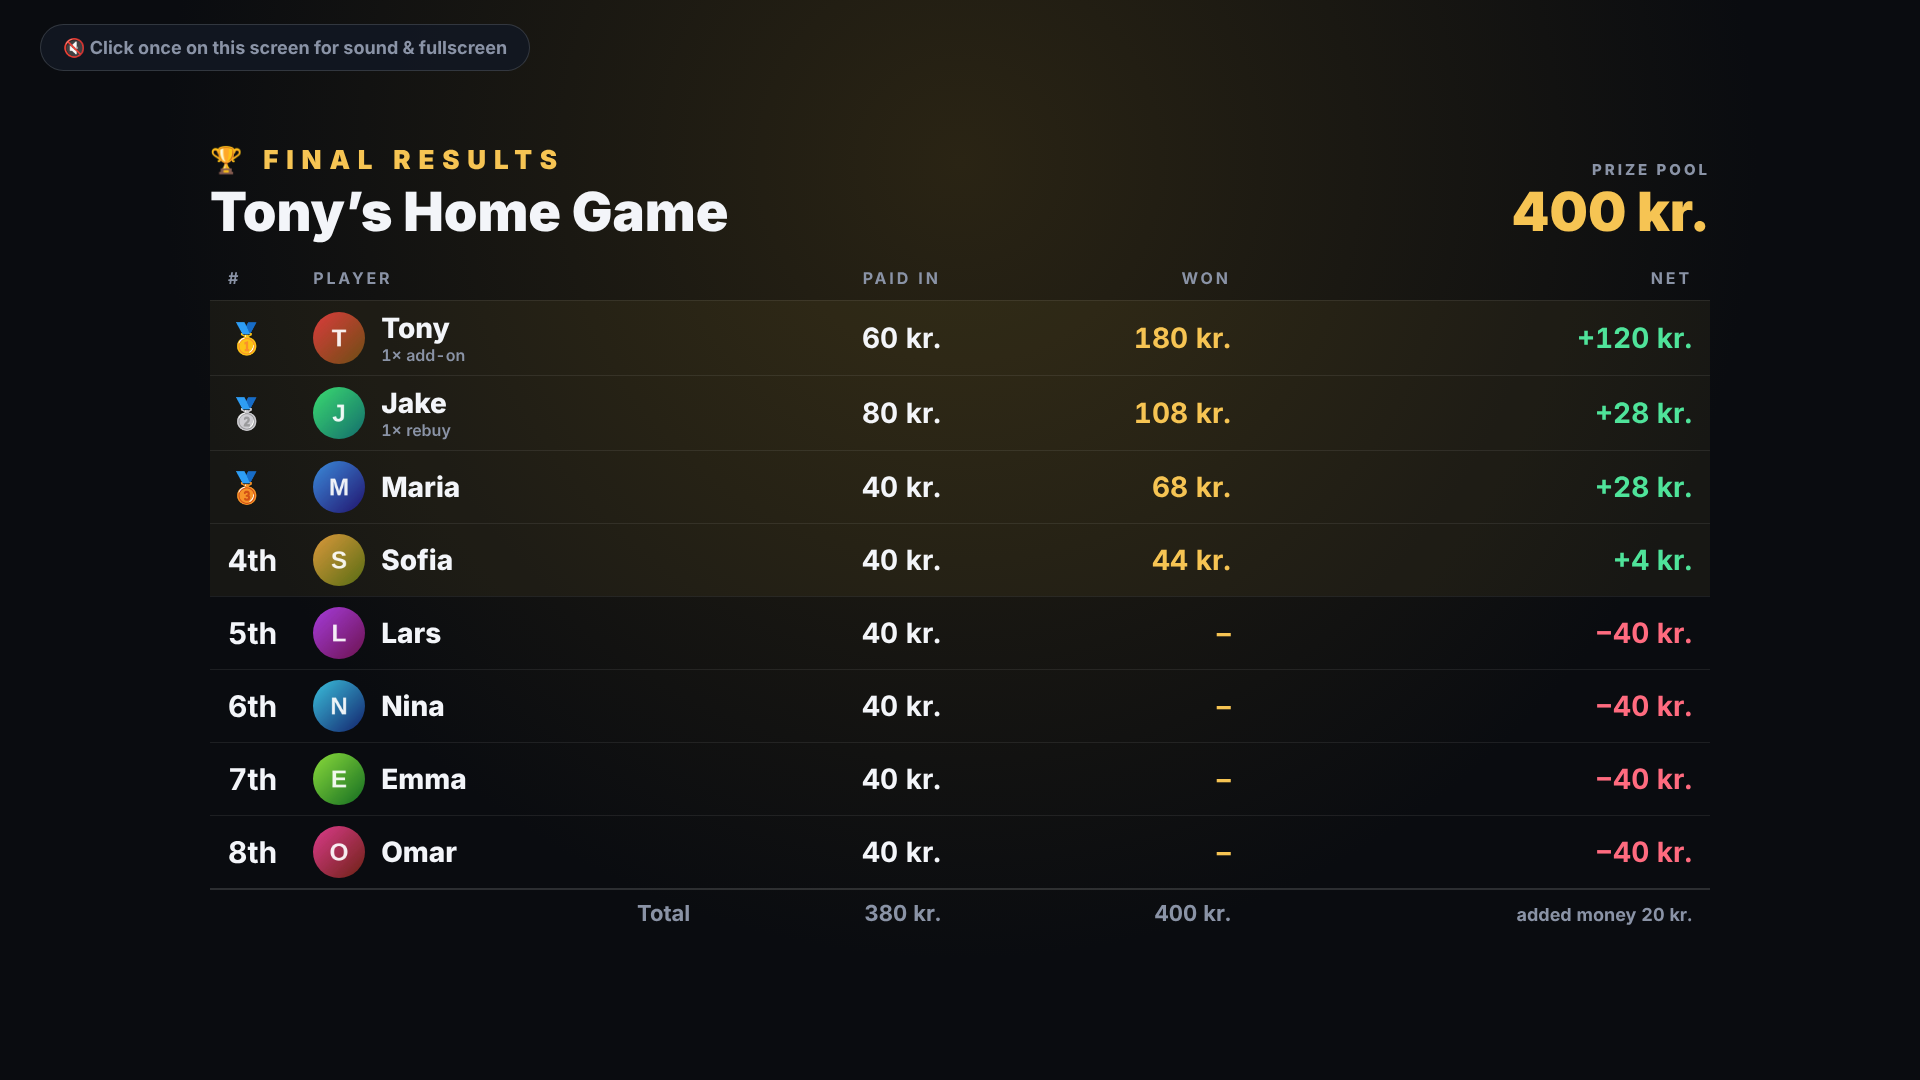 🔇 Click once on this screen for sound & fullscreen
🏆 FINAL RESULTS
Tony’s Home Game
PRIZE POOL
400 kr.
# PLAYER PAID IN WON NET
🥇 T Tony 60 kr. 180 kr. +120 kr.
1× add-on
🥈 J Jake 80 kr. 108 kr. +28 kr.
1× rebuy
🥉 M Maria 40 kr. 68 kr. +28 kr.
4th S Sofia 40 kr. 44 kr. +4 kr.
5th L Lars 40 kr. – −40 kr.
6th N Nina 40 kr. – −40 kr.
7th E Emma 40 kr. – −40 kr.
8th O Omar 40 kr. – −40 kr.
Total 380 kr. 400 kr. added money 20 kr.